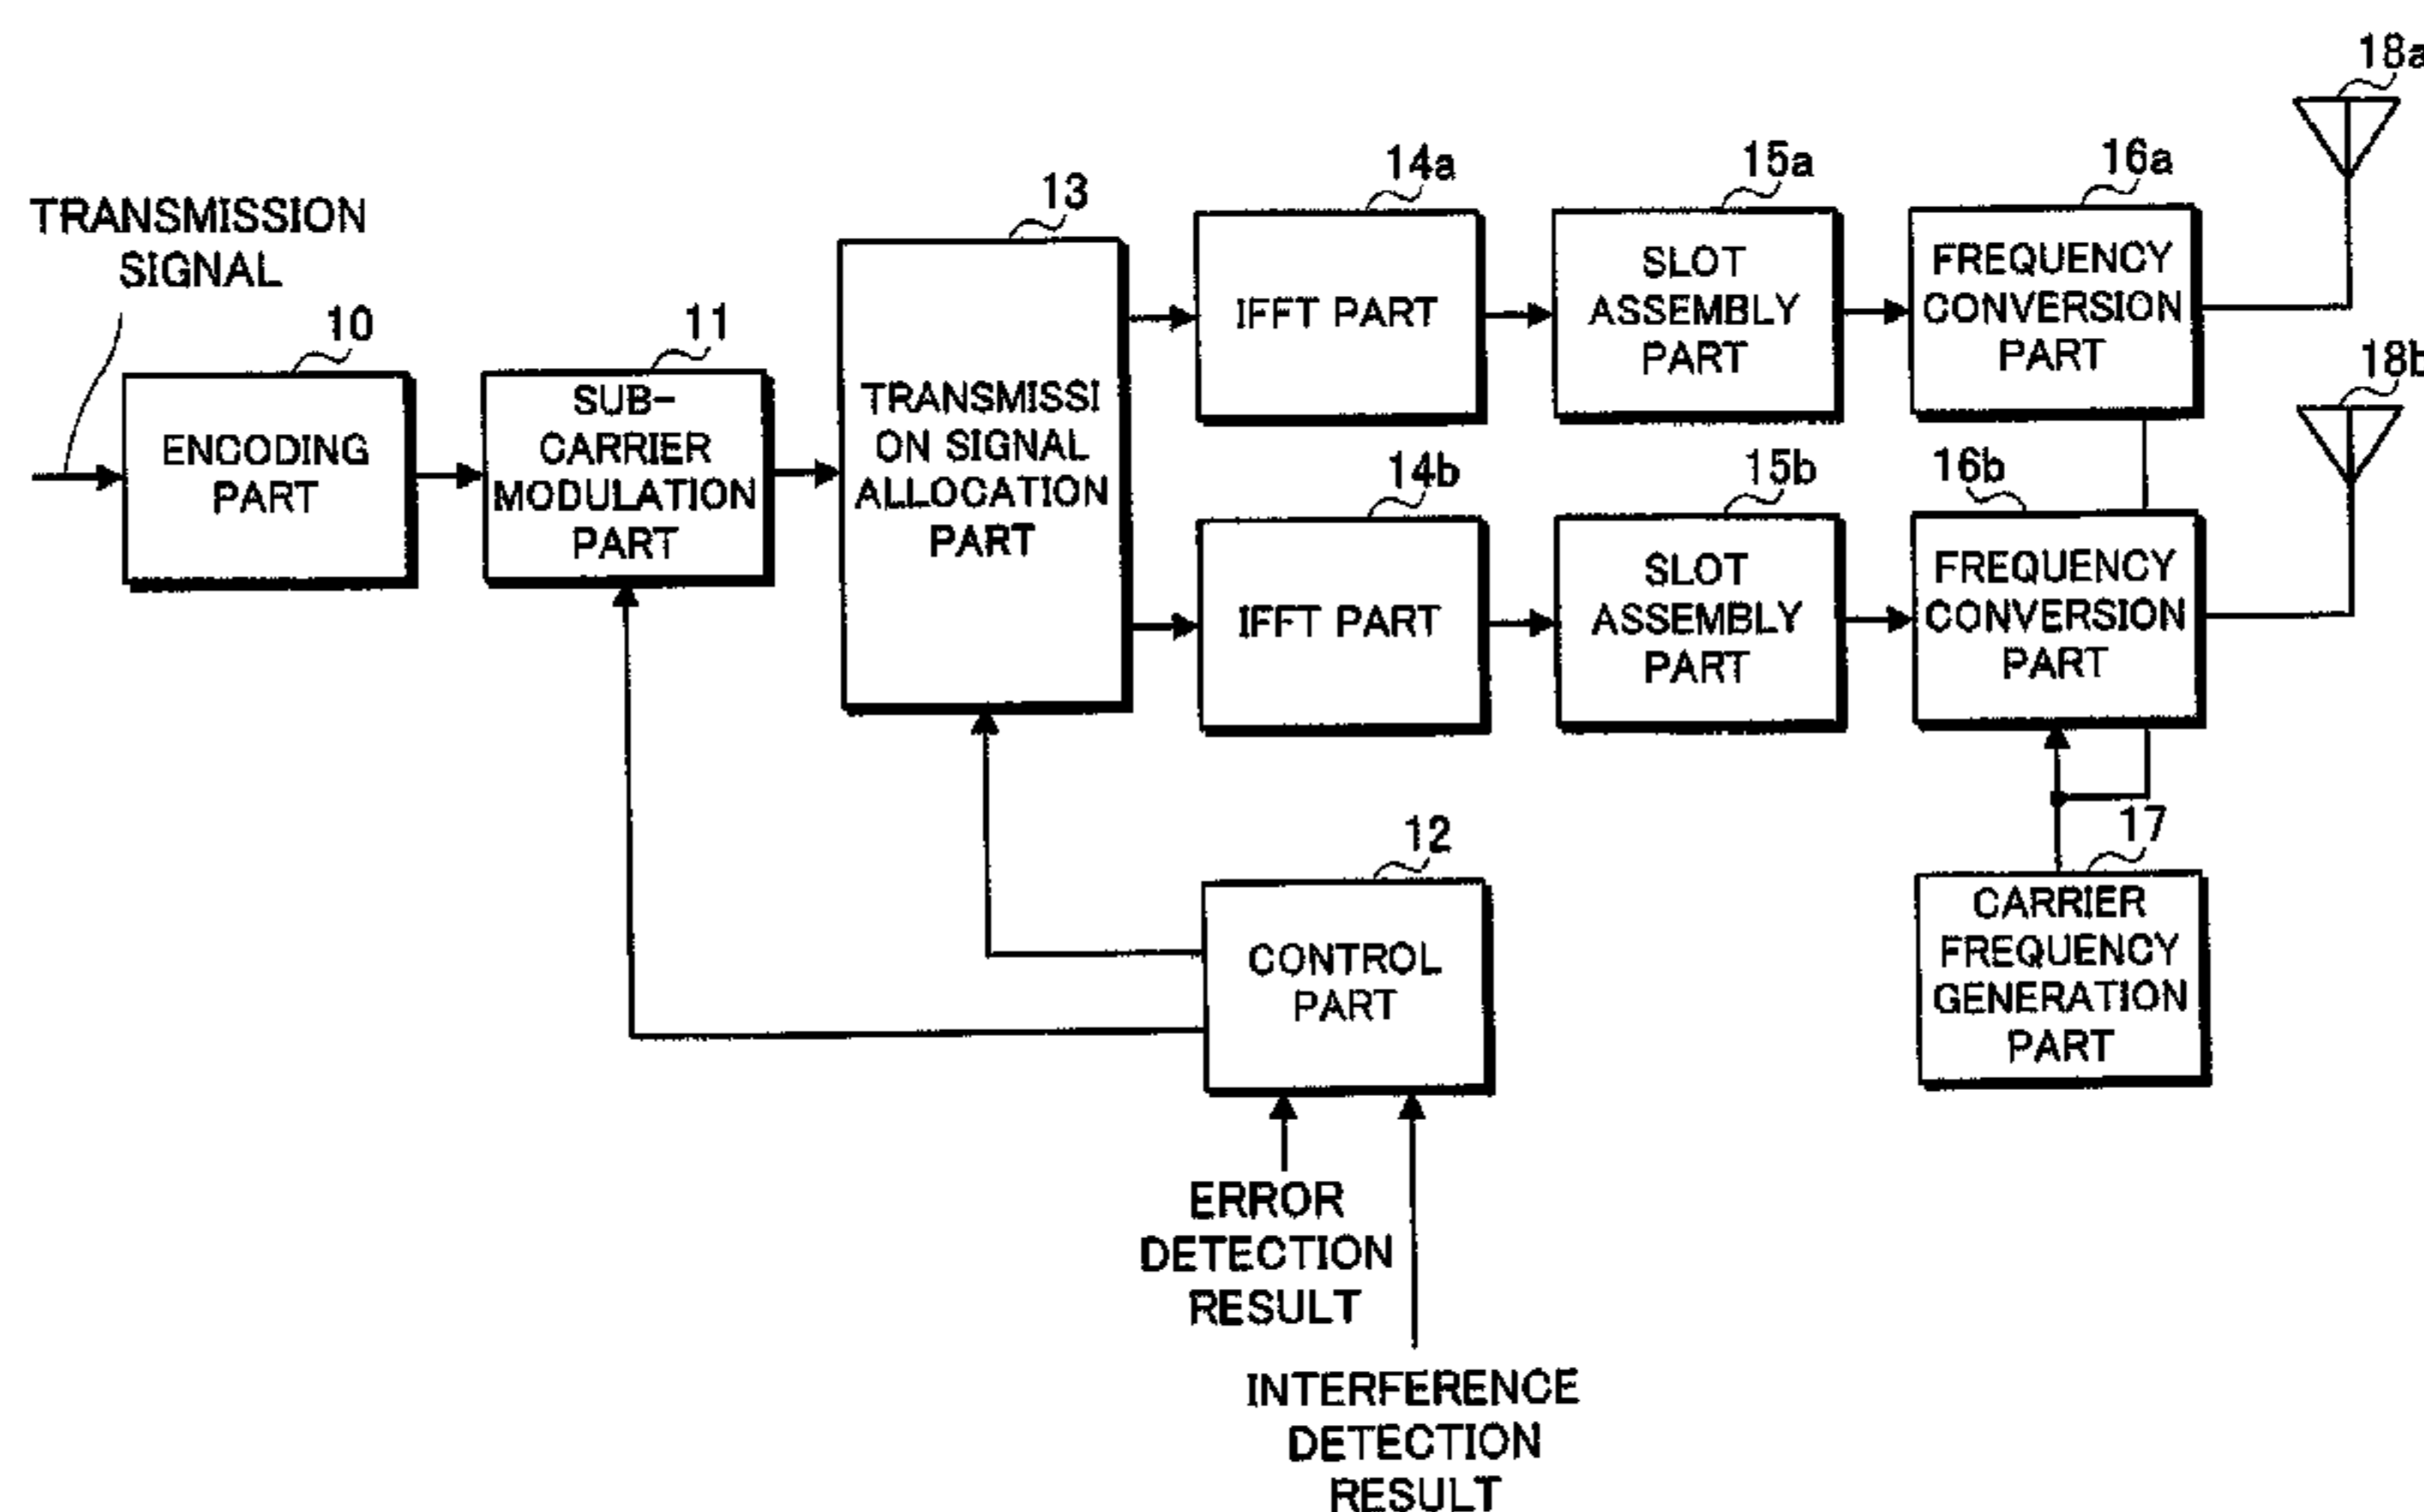 18a
14a
15a
16a
13
TRANSMISSION
SIGNAL
10
11
IFFT PART
SLOT
ASSEMBLY
PART
FREQUENCY
CONVERSION
PART
18b
ENCODING
PART
SUB-
CARRIER
MODULATION
PART
TRANSMISSI
ON SIGNAL
ALLOCATION
PART
14b
15b
16b
IFFT PART
SLOT
ASSEMBLY
PART
FREQUENCY
CONVERSION
PART
12
17
CONTROL
PART
CARRIER
FREQUENCY
GENERATION
PART
ERROR
DETECTION
RESULT
INTERFERENCE
DETECTION
RESULT